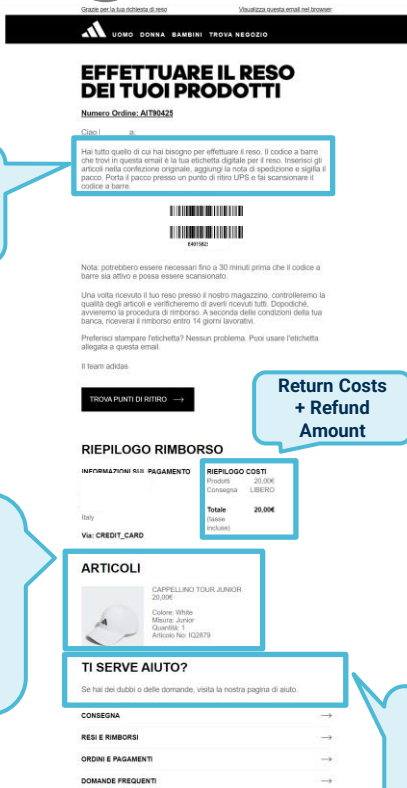 Grazie per la tua richiesta di reso
Visualizza questa email nel browser
UOMO DONNA BAMBINI TROVA NEGOZIO
EFFETTUARE IL RESO
DEI TUOI PRODOTTI
Numero Ordine: AIT90425
Ciao
a,
Hai tutto quello di cui hai bisogno per effettuare il reso. Il codice a barre
che trovi in questa email è la tua etichetta digitale per il reso. Inserisci gli
articoli nella confezione originale, aggiungi la nota di spedizione e sigilla il
pacco. Porta il pacco presso un punto di ritiro UPS e fai scansionare il
codice a barre.
Nota: potrebbero essere necessari fino a 30 minuti prima che il codice a
barre sia attivo e possa essere scansionato.
Una volta ricevuto il tuo reso presso il nostro magazzino, controlleremo la
qualità degli articoli e verificheremo di averli ricevuti tutti. Dopodiché,
avvieremo la procedura di rimborso. A seconda delle condizioni della tua
banca, riceverai il rimborso entro 14 giorni lavorativi.
Preferisci stampare l'etichetta? Nessun problema. Puoi usare l'etichetta
allegata a questa email.
Il team adidas
TROVA PUNTI DI RITIRO →
Return Costs
+ Refund
Amount
RIEPILOGO RIMBORSO
INFORMAZIONI SUL PAGAMENTO
Italy
Via: CREDIT_CARD
RIEPILOGO COSTI
Prodotti 20,00€
Consegna LIBERO
Totale 20,00€
(tasse
incluse)
ARTICOLI
CAPPELLINO TOUR JUNIOR
20,00€
Colore: White
Misura: Junior
Quantità: 1
Articolo No: IQ2879
TI SERVE AIUTO?
Se hai dei dubbi o delle domande, visita la nostra pagina di aiuto.
CONSEGNA →
RESI E RIMBORSI →
ORDINI E PAGAMENTI →
DOMANDE FREQUENTI →